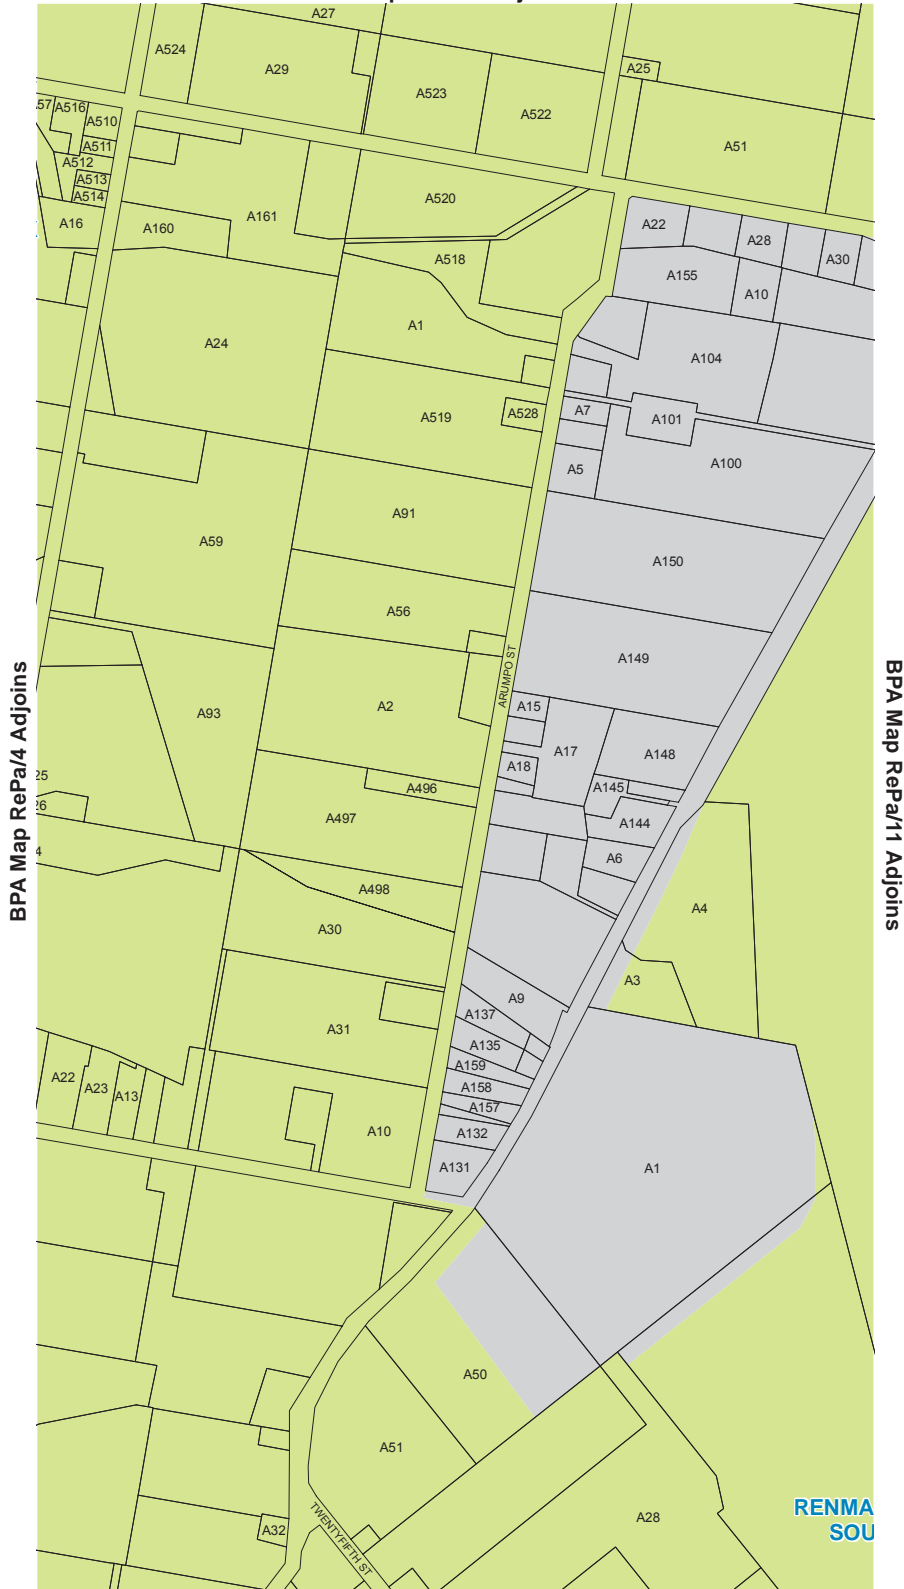 A27
A524
A29
A25
A523
A522
A51
57
A516
A510
A511
A512
A513
A514
A16
A160
A161
A520
A518
A22
A28
A30
A155
A10
A24
A1
A104
A519
A528
A7
A101
A5
A100
A91
A59
A150
A56
A149
ARUMPO ST
BPA Map RePa/4 Adjoins
BPA Map RePa/11 Adjoins
A93
A2
A15
A17
A148
A18
25
26
A496
A145
A497
A144
4
A6
A498
A30
A4
A3
A31
A9
A137
A135
A159
A22
A23
A13
A158
A157
A10
A132
A131
A1
A50
A51
A32
TWENTYFIFTH ST
A28
RENMA
SOU